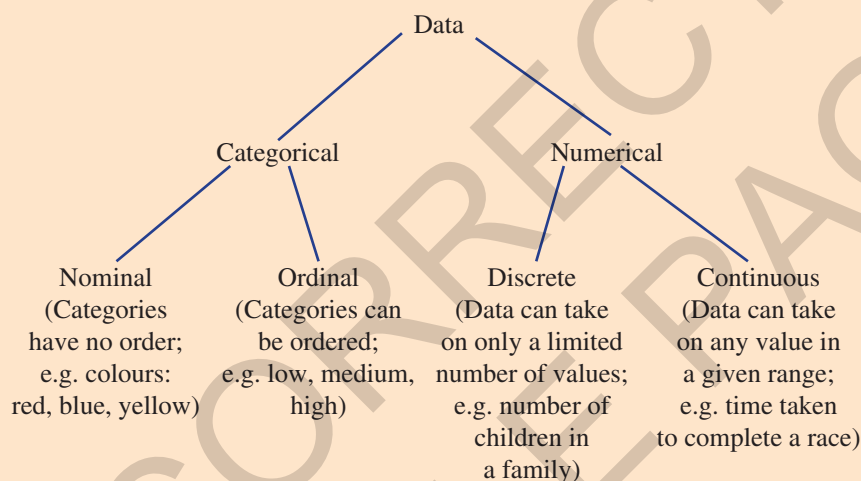 Data
Categorical
Numerical
Nominal
(Categories
have no order;
e.g. colours:
red, blue, yellow)
Ordinal
(Categories can
be ordered;
e.g. low, medium,
high)
Discrete
(Data can take
on only a limited
number of values;
e.g. number of
children in
a family)
Continuous
(Data can take
on any value in
a given range;
e.g. time taken
to complete a race)